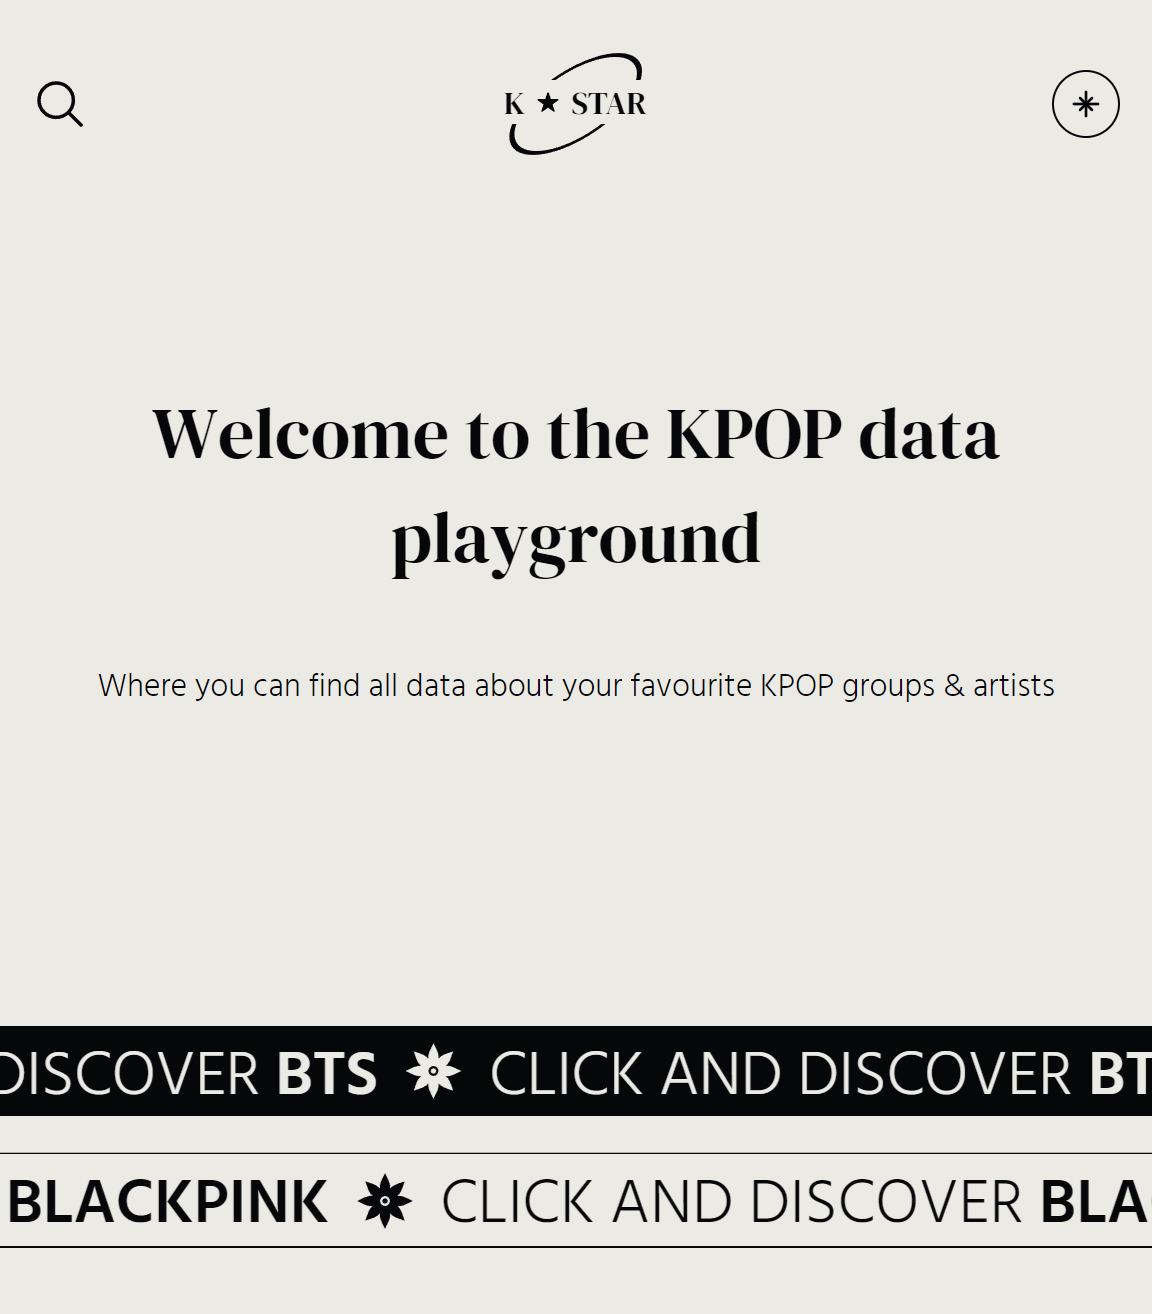 K ★ STAR
Welcome to the KPOP data
playground
Where you can find all data about your favourite KPOP groups & artists
DISCOVER BTS CLICK AND DISCOVER BT
BLACKPINK CLICK AND DISCOVER BLA